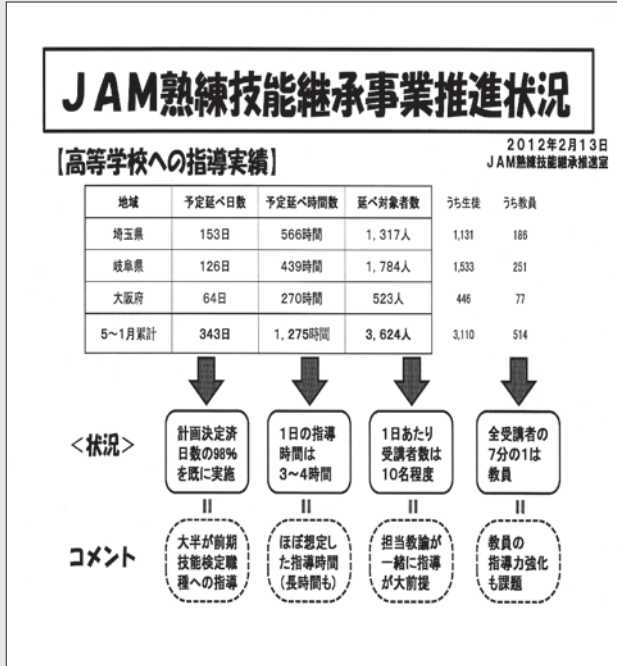 JAM熟練技能継承事業推進状況
2012年2月13日
JAM熟練技能継承推進室
【高等学校への指導実績】
地域 予定延べ日数 予定延べ時間数 延べ対象者数 うち生徒 うち教員
埼玉県 153日 566時間 1,317人 1,131 186
岐阜県 126日 439時間 1,784人 1,533 251
大阪府 64日 270時間 523人 446 77
5~1月累計 343日 1,275時間 3,624人 3,110 514
<状況>
計画決定済
日数の98%
を既に実施
1日の指導
時間は
3~4時間
1日あたり
受講者数は
10名程度
全受講者の
7分の1は
教員
コメント
大半が前期
技能検定職
種への指導
ほぼ想定し
た指導時間
(長時間も)
担当教諭が
一緒に指導
が大前提
教員の
指導力強化
も課題